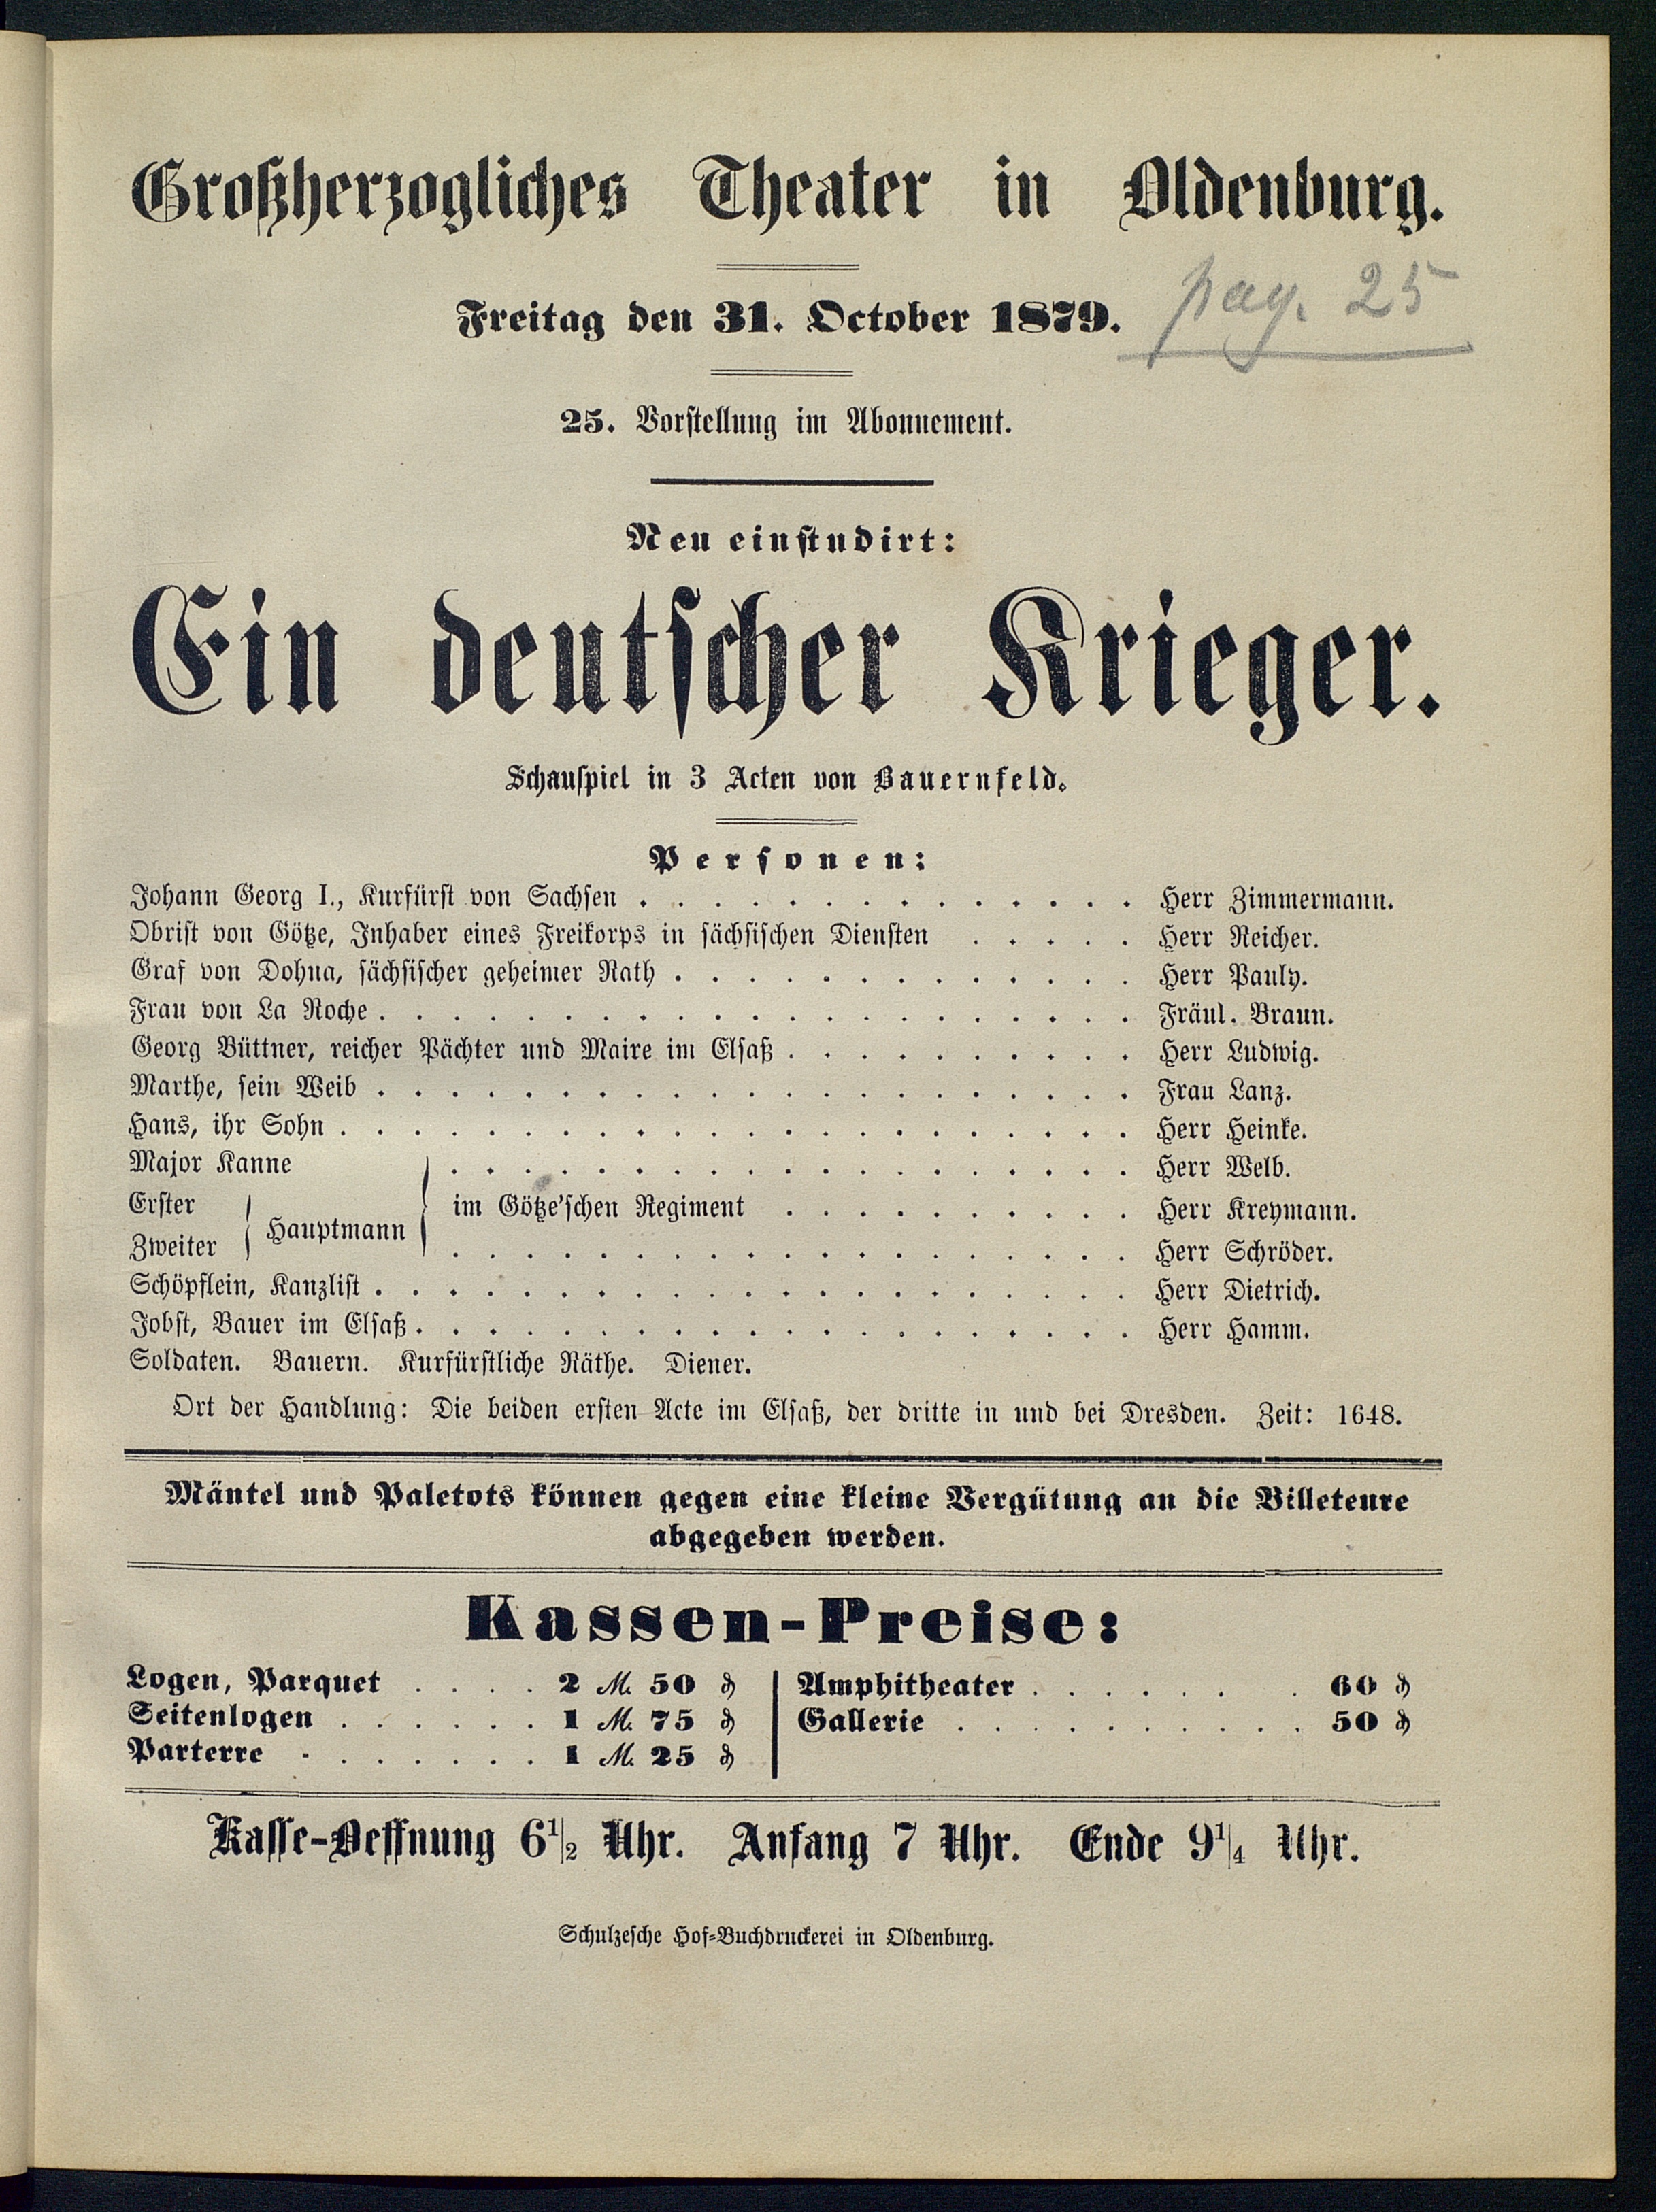 Großherzogliches Theater in Oldenburg.
Freitag den 31. October 1879.
pag. 25
25. Vorstellung im Abonnement.
Neu einstudirt:
Ein deutscher Krieger.
Schauspiel in 3 Acten von Bauernfeld.
Personen:
Johann Georg I., Kurfürst von Sachsen . . . . . . . . . . . . . . Herr Zimmermann.
Obrist von Götze, Inhaber eines Freikorps in sächsischen Diensten . . . . . Herr Reicher.
Graf von Dohna, sächsischer geheimer Rath . . . . . . . . . . . . . Herr Pauly.
Frau von La Roche . . . . . . . . . . . . . . . . . . . . . Fräul. Braun.
Georg Büttner, reicher Pächter und Maire im Elsaß . . . . . . . . . . Herr Ludwig.
Marthe, sein Weib . . . . . . . . . . . . . . . . . . . . . Frau Lanz.
Hans, ihr Sohn . . . . . . . . . . . . . . . . . . . . . . Herr Heinke.
Major Kanne . . . . . . . . . . . . . . . . . . . Herr Welb.
Erster Hauptmann im Götze'schen Regiment . . . . . . . . . . Herr Kreymann.
Zweiter . . . . . . . . . . . . . . . . . . . Herr Schröder.
Schöpflein, Kanzlist . . . . . . . . . . . . . . . . . . . . . Herr Dietrich.
Jobst, Bauer im Elsaß . . . . . . . . . . . . . . . . . . . . Herr Hamm.
Soldaten. Bauern. Kurfürstliche Räthe. Diener.
Ort der Handlung: Die beiden ersten Acte im Elsaß, der dritte in und bei Dresden. Zeit: 1648.
Mäntel und Paletots können gegen eine kleine Vergütung an die Billeteure
abgegeben werden.
Kassen-Preise:
Logen, Parquet . . . . 2 M. 50 ₰
Seitenlogen . . . . . . 1 M. 75 ₰
Parterre . . . . . . . 1 M. 25 ₰
Amphitheater . . . . . . . 60 ₰
Gallerie . . . . . . . . . . 50 ₰
Kasse-Oeffnung 6 1/2 Uhr. Anfang 7 Uhr. Ende 9 1/4 Uhr.
Schulzesche Hof-Buchdruckerei in Oldenburg.